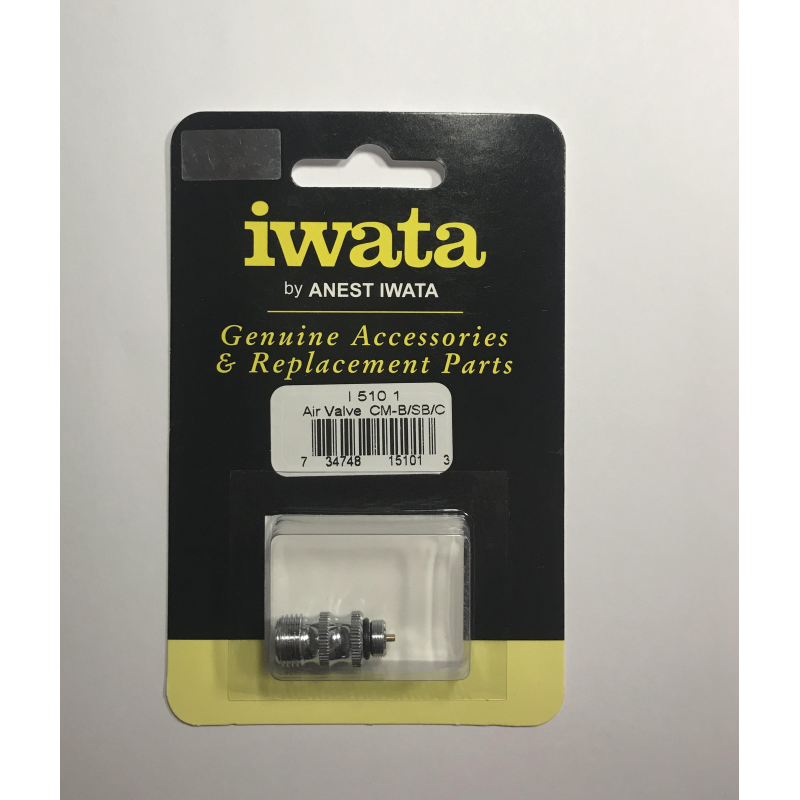 iwata
by ANEST IWATA
Genuine Accessories
& Replacement Parts
I 510 1
Air Valve CM-B/SB/C
7 34748 15101 3